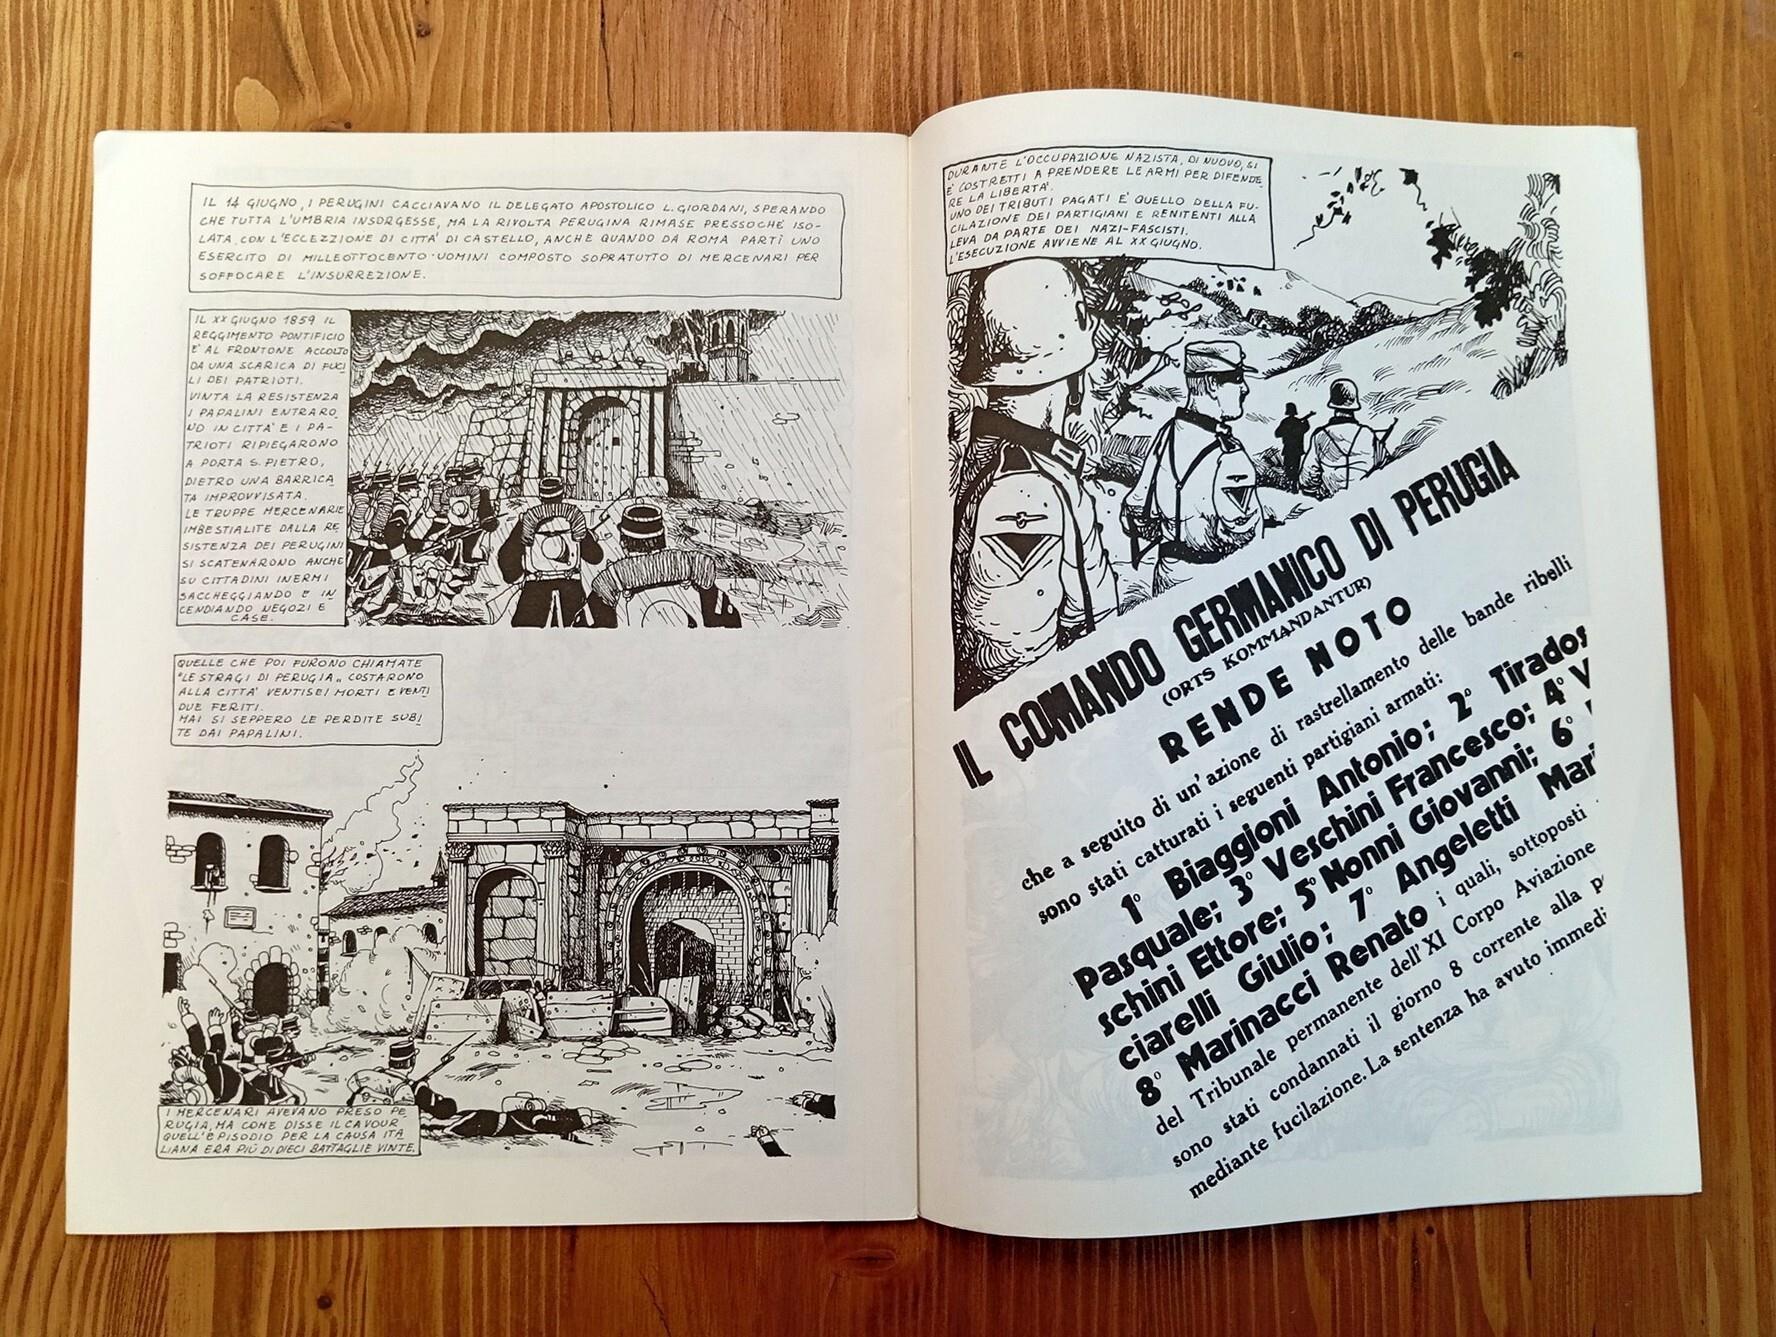 IL 14 GIUGNO, I PERUGINI CACCIAVANO IL DELEGATO APOSTOLICO L. GIORDANI, SPERANDO
CHE TUTTA L'UMBRIA INSORGESSE, MA LA RIVOLTA PERUGINA RIMASE PRESSOCHÉ ISO-
LATA, CON L'ECCEZZIONE DI CITTA' DI CASTELLO, ANCHE QUANDO DA ROMA PARTÌ UNO
ESERCITO DI MILLEOTTOCENTO UOMINI COMPOSTO SOPRATUTTO DI MERCENARI PER
SOFFOCARE L'INSURREZIONE.
IL XX GIUGNO 1859 IL
REGGIMENTO PONTIFICIO
E' AL FRONTONE ACCOLTO
DA UNA SCARICA DI FUCI
LI DEI PATRIOTI.
VINTA LA RESISTENZA
I PAPALINI ENTRARO
NO IN CITTA' E I PA-
TRIOTI RIPIEGARONO
A PORTA S. PIETRO,
DIETRO UNA BARRICA
TA IMPROVVISATA.
LE TRUPPE MERCENARIE
IMBESTIALITE DALLA RE
SISTENZA DEI PERUGINI
SI SCATENARONO ANCHE
SU CITTADINI INERMI
SACCHEGGIANDO E IN
CENDIANDO NEGOZI E
CASE.
QUELLE CHE POI FURONO CHIAMATE
"LE STRAGI DI PERUGIA" COSTARONO
ALLA CITTA' VENTISEI MORTI E VENTI
DUE FERITI.
MAI SI SEPPERO LE PERDITE SUBI
TE DAI PAPALINI.
I MERCENARI AVEVANO PRESO PE
RUGIA, MA COME DISSE IL CAVOUR
QUELL'EPISODIO PER LA CAUSA ITA
LIANA ERA PIÙ DI DIECI BATTAGLIE VINTE.
DURANTE L'OCCUPAZIONE NAZISTA, DI NUOVO, SI
E' COSTRETTI A PRENDERE LE ARMI PER DIFENDE
RE LA LIBERTA'.
UNO DEI TRIBUTI PAGATI E' QUELLO DELLA FU-
CILAZIONE DEI PARTIGIANI E RENITENTI ALLA
LEVA DA PARTE DEI NAZI-FASCISTI.
L'ESECUZIONE AVVIENE AL XX GIUGNO.
IL COMANDO GERMANICO DI PERUGIA
(ORTS KOMMANDANTUR)
RENDE NOTO
che a seguito di un'azione di rastrellamento delle bande ribelli
sono stati catturati i seguenti partigiani armati:
1° Biaggioni Antonio; 2° Tirados
Pasquale; 3° Veschini Francesco; 4° V
schini Ettore; 5° Nonni Giovanni; 6°
ciarelli Giulio; 7° Angeletti Mari
8° Marinacci Renato i quali, sottoposti
del Tribunale permanente dell'XI Corpo Aviazione
sono stati condannati il giorno 8 corrente alla p
mediante fucilazione. La sentenza ha avuto immedi